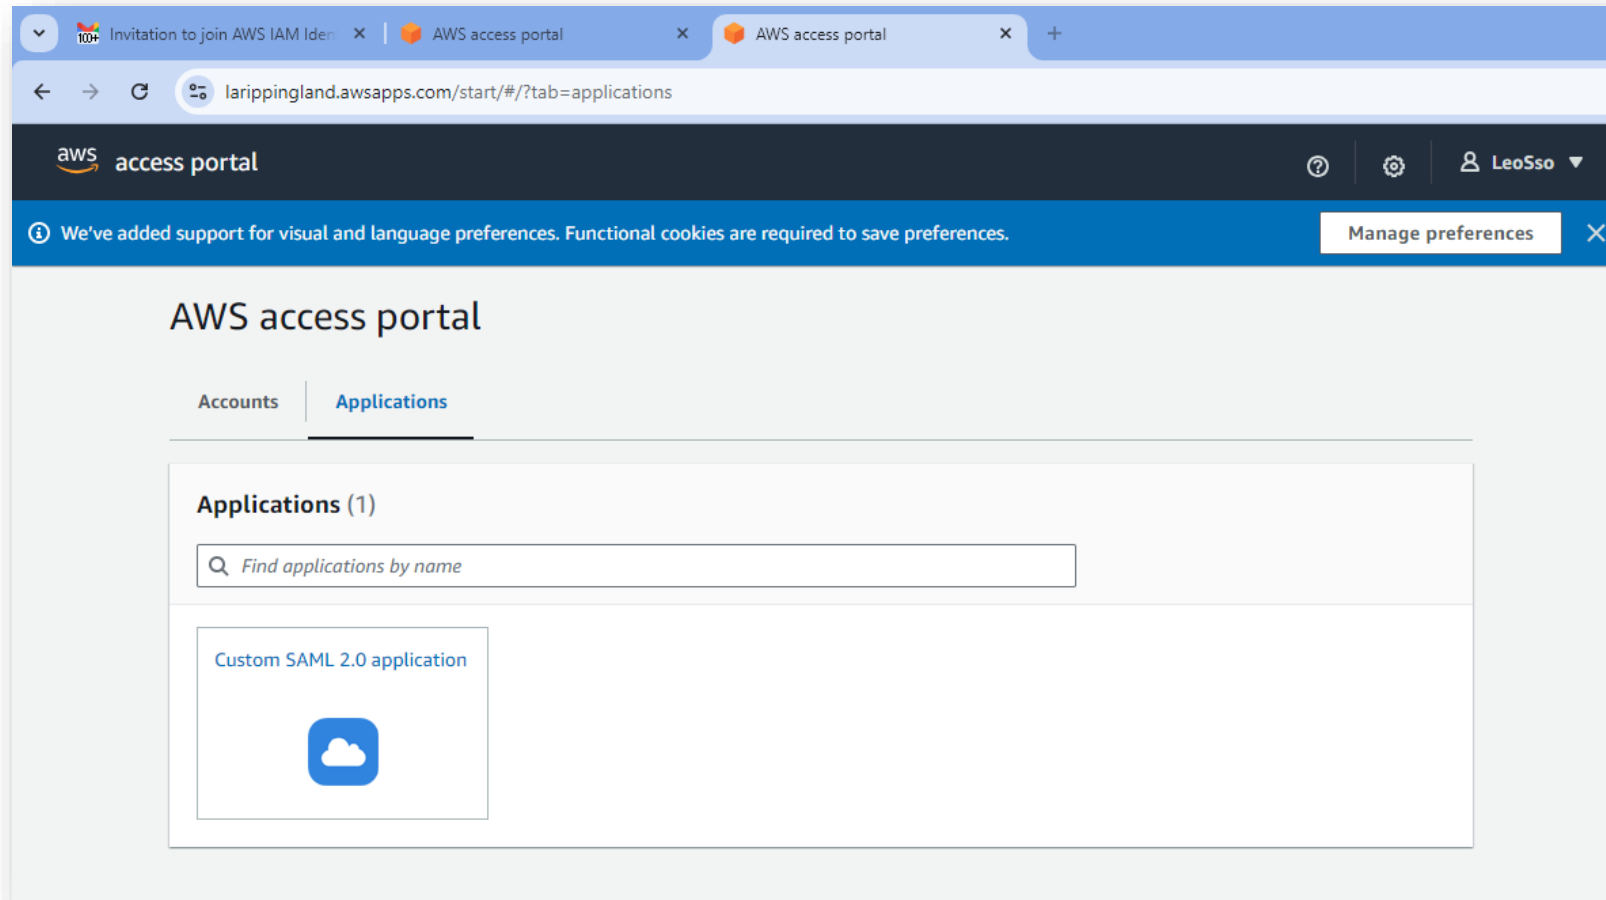 100+ Invitation to join AWS IAM Iden AWS access portal AWS access portal
larippingland.awsapps.com/start/#/?tab=applications
aws access portal LeoSso
We've added support for visual and language preferences. Functional cookies are required to save preferences. Manage preferences
AWS access portal
Accounts Applications
Applications (1)
Find applications by name
Custom SAML 2.0 application